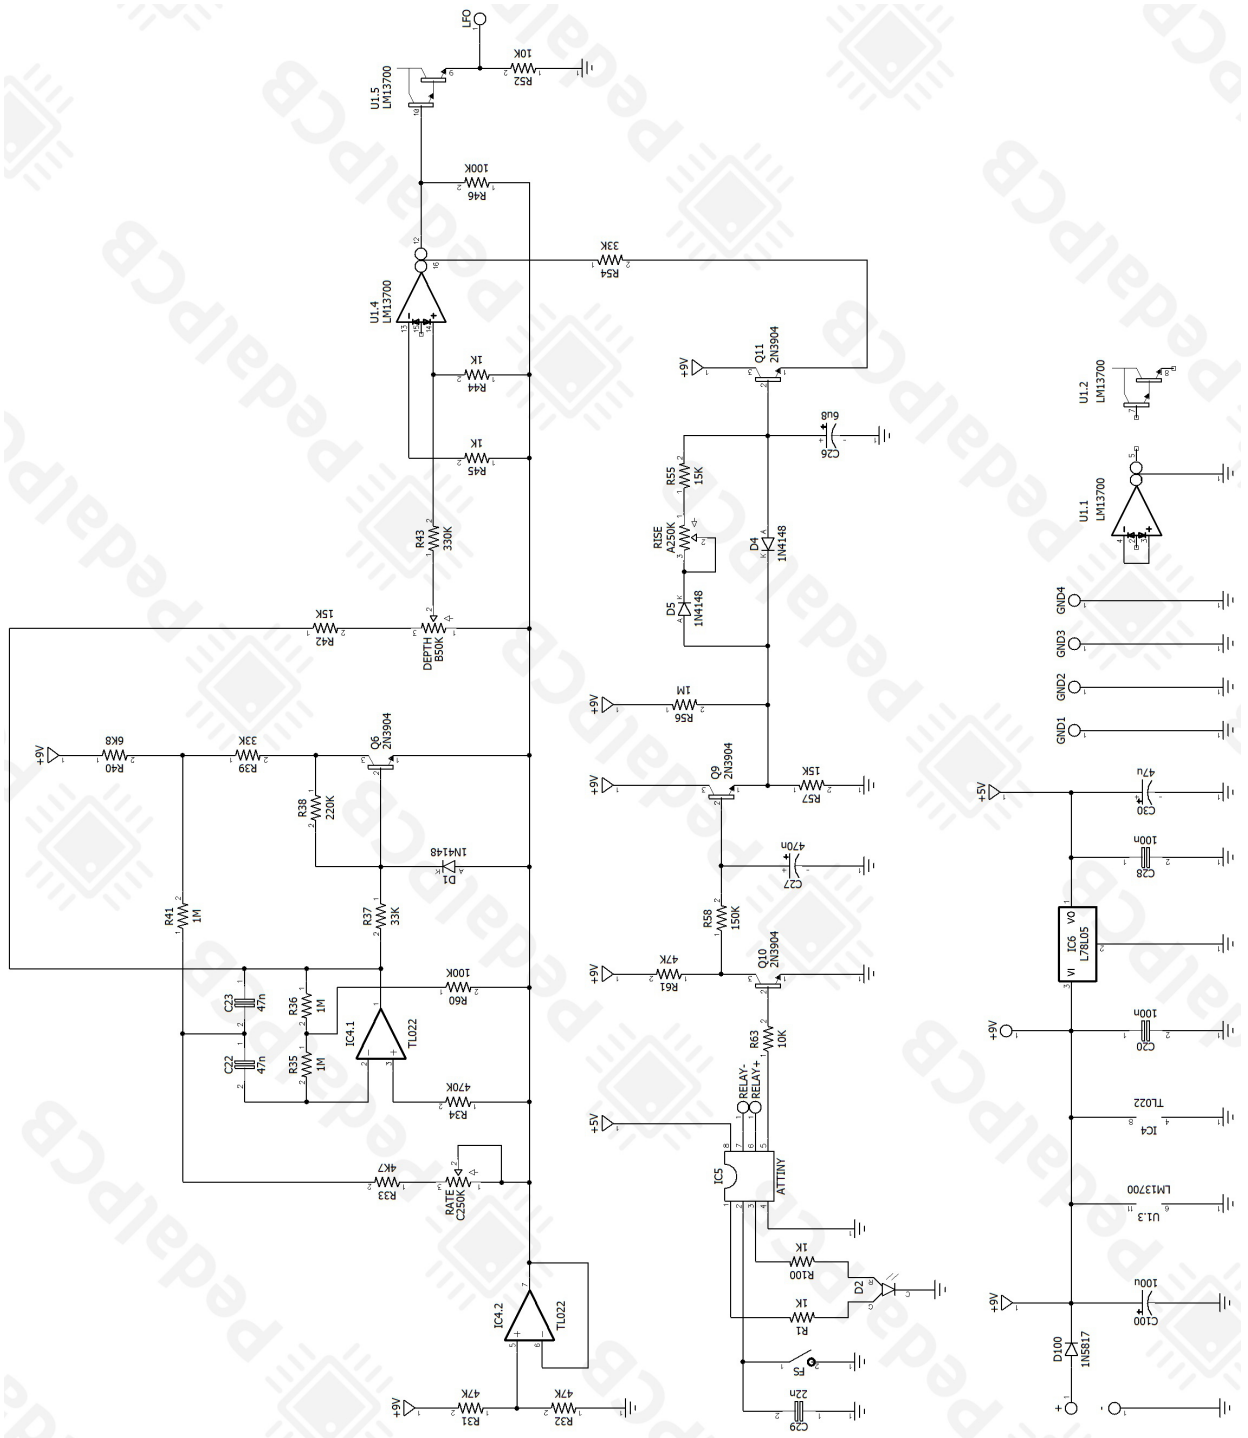 LFO
U1.5
LM13700
10K
R52
100K
R46
33K
R54
U1.4
LM13700
1K
R44
1K
R45
R43
330K
15K
R42
DEPTH
B50K
+9V
6K8
R40
33K
R39
Q6
2N3904
R38
220K
1N4148
D1
R41
1M
R37
33K
C23
47n
R36
1M
C22
47n
R35
1M
100K
R60
IC4.1
TL022
470K
R34
4K7
R33
RATE
C250K
IC4.2
TL022
+9V
47K
R31
47K
R32
+9V
Q11
2N3904
R55
15K
6u8
C26
RISE
A250K
D4
1N4148
D5
1N4148
+9V
1M
R56
+9V
Q9
2N3904
15K
R57
470n
C27
R58
150K
+9V
47K
R61
Q10
2N3904
R63
10K
RELAY-
RELAY+
+5V
IC5
ATTINY
1K
R100
1K
R1
D2
FS
22n
C29
U1.2
LM13700
U1.1
LM13700
GND4
GND3
GND2
GND1
+5V
47u
C30
100n
C28
VO
IC6
L78L05
VI
+9V
100n
C20
TL022
IC4
LM13700
U1.3
+9V
100u
C100
D100
1N5817
+
-
PedalPCB